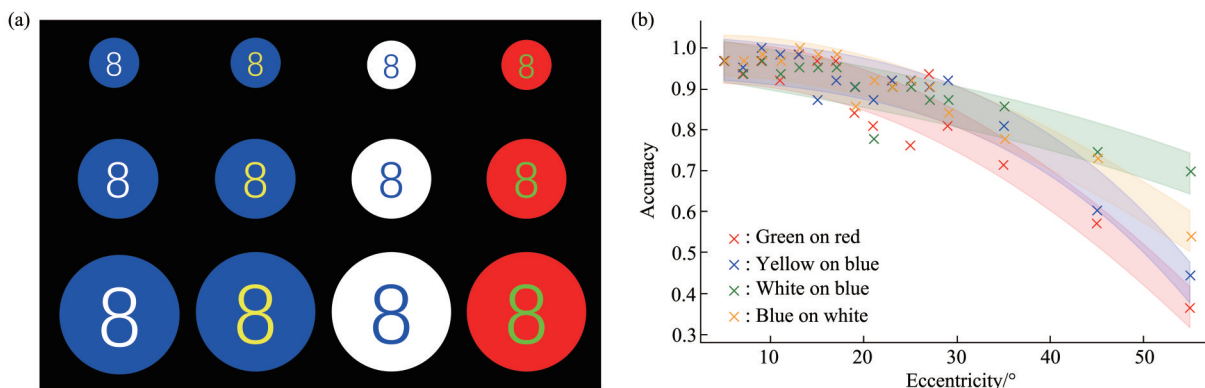 (a)
8 8 8 8
8 8 8 8
8 8 8 8
(b)
1.0
0.9
0.8
0.7
0.6
0.5
0.4
0.3
Accuracy
×: Green on red
×: Yellow on blue
×: White on blue
×: Blue on white
10 20 30 40 50
Eccentricity/°